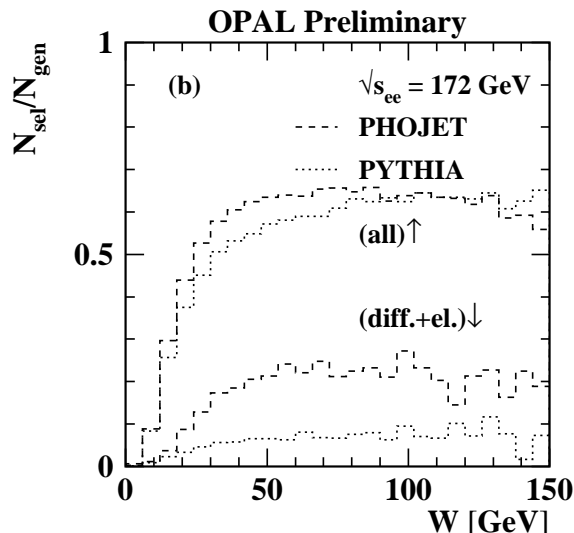 OPAL Preliminary
N_sel/N_gen
1
(b)
√s_ee = 172 GeV
PHOJET
PYTHIA
(all)↑
0.5
(diff.+el.)↓
0
0
50
100
150
W [GeV]